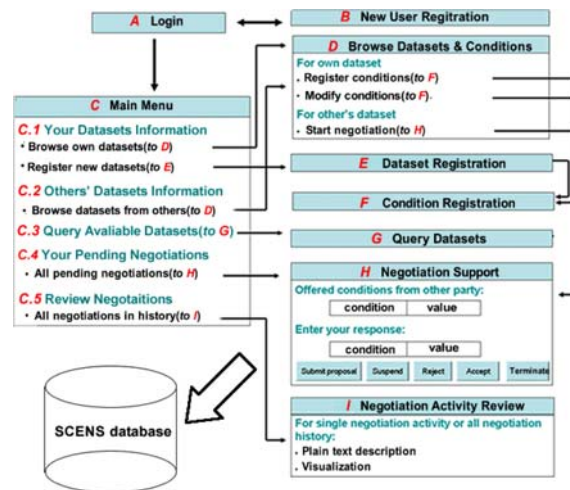 A Login
B New User Regitration
C Main Menu
C.1 Your Datasets Information
• Browse own datasets(to D)
• Register new datasets(to E)
C.2 Others' Datasets Information
• Browse datasets from others(to D)
C.3 Query Avaliable Datasets(to G)
C.4 Your Pending Negotiations
• All pending negotiations(to H)
C.5 Review Negotaitions
• All negotiations in history(to I)
SCENS database
D Browse Datasets & Conditions
For own dataset
• Register conditions(to F)
• Modify conditions(to F).
For other's dataset
• Start negotiation(to H)
E Dataset Registration
F Condition Registration
G Query Datasets
H Negotiation Support
Offered conditions from other party:
condition value
Enter your response:
condition value
Submit proposal Suspend Reject Accept Terminate
I Negotiation Activity Review
For single negotiation activity or all negotiation
history:
• Plain text description
• Visualization